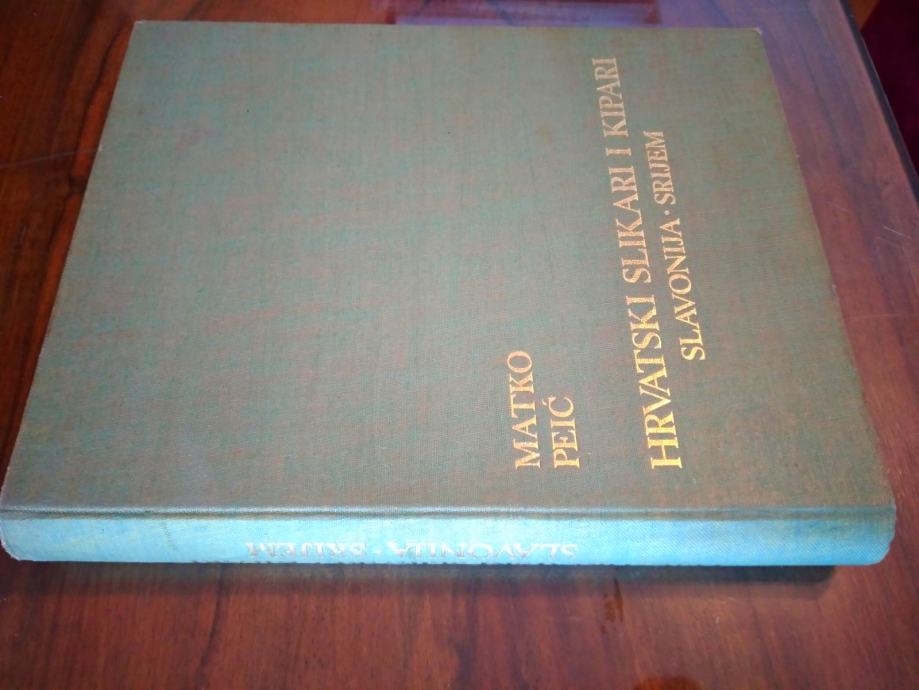 MATKO
PEIĆ
HRVATSKI SLIKARI I KIPARI
SLAVONIJA · SRIJEM
SLAVONIJA · SRIJEM